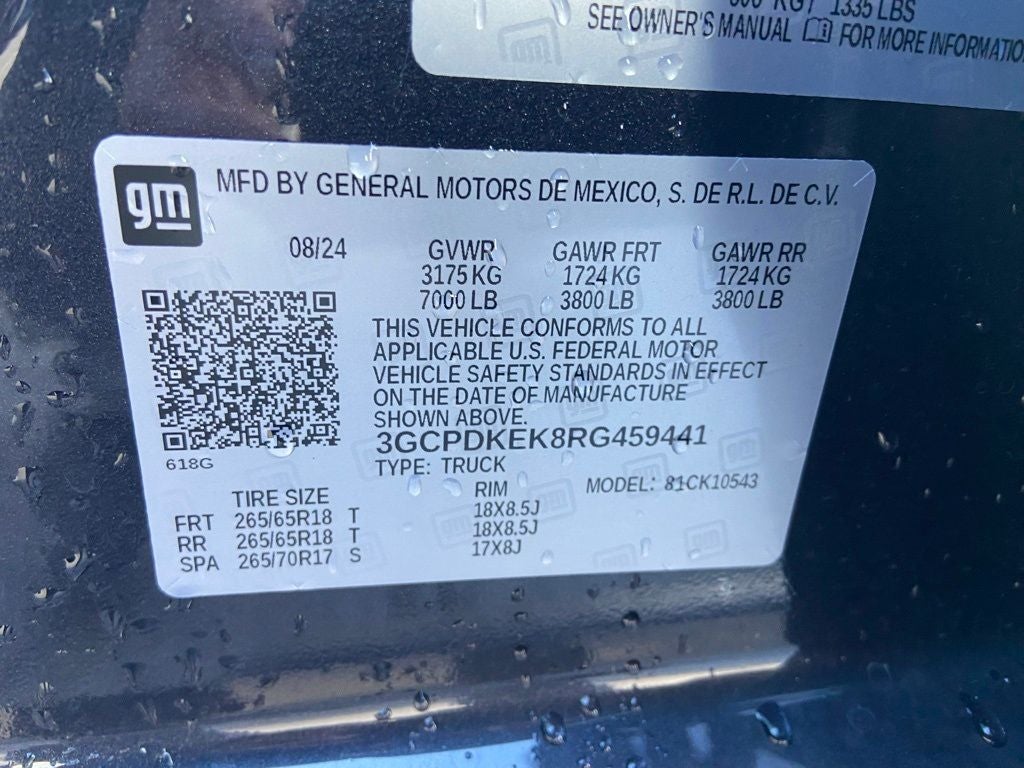 1335 LBS
SEE OWNER'S MANUAL FOR MORE INFORMATIO
gm
MFD BY GENERAL MOTORS DE MEXICO, S. DE R.L. DE C.V.
08/24 GVWR GAWR FRT GAWR RR
3175 KG 1724 KG 1724 KG
7000 LB 3800 LB 3800 LB
THIS VEHICLE CONFORMS TO ALL
APPLICABLE U.S. FEDERAL MOTOR
VEHICLE SAFETY STANDARDS IN EFFECT
ON THE DATE OF MANUFACTURE
SHOWN ABOVE.
3GCPDKEK8RG459441
618G
TYPE: TRUCK
MODEL: 81CK10543
TIRE SIZE RIM
FRT 265/65R18 T 18X8.5J
RR 265/65R18 T 18X8.5J
SPA 265/70R17 S 17X8J